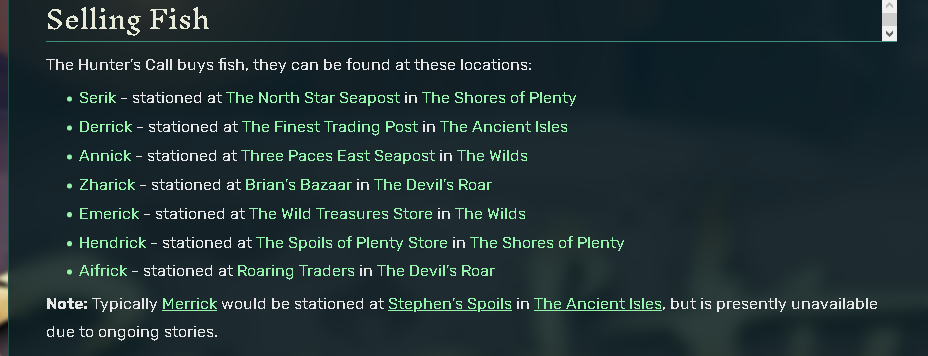 Selling Fish
The Hunter's Call buys fish, they can be found at these locations:
• Serik - stationed at The North Star Seapost in The Shores of Plenty
• Derrick - stationed at The Finest Trading Post in The Ancient Isles
• Annick - stationed at Three Paces East Seapost in The Wilds
• Zharick - stationed at Brian's Bazaar in The Devil's Roar
• Emerick - stationed at The Wild Treasures Store in The Wilds
• Hendrick - stationed at The Spoils of Plenty Store in The Shores of Plenty
• Aifrick - stationed at Roaring Traders in The Devil's Roar
Note: Typically Merrick would be stationed at Stephen's Spoils in The Ancient Isles, but is presently unavailable
due to ongoing stories.